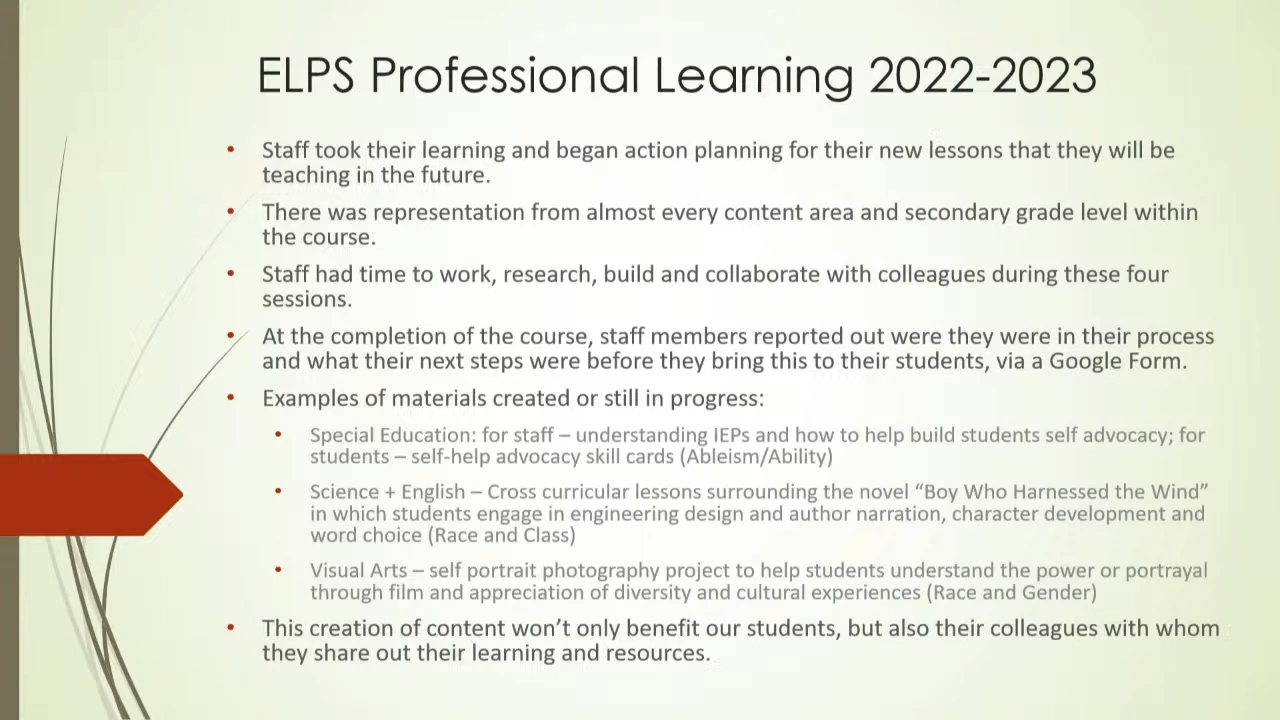 ELPS Professional Learning 2022-2023
• Staff took their learning and began action planning for their new lessons that they will be
teaching in the future.
• There was representation from almost every content area and secondary grade level within
the course.
• Staff had time to work, research, build and collaborate with colleagues during these four
sessions.
• At the completion of the course, staff members reported out were they were in their process
and what their next steps were before they bring this to their students, via a Google Form.
• Examples of materials created or still in progress:
• Special Education: for staff – understanding IEPs and how to help build students self advocacy; for
students – self-help advocacy skill cards (Ableism/Ability)
• Science + English – Cross curricular lessons surrounding the novel “Boy Who Harnessed the Wind”
in which students engage in engineering design and author narration, character development and
word choice (Race and Class)
• Visual Arts – self portrait photography project to help students understand the power or portrayal
through film and appreciation of diversity and cultural experiences (Race and Gender)
• This creation of content won’t only benefit our students, but also their colleagues with whom
they share out their learning and resources.